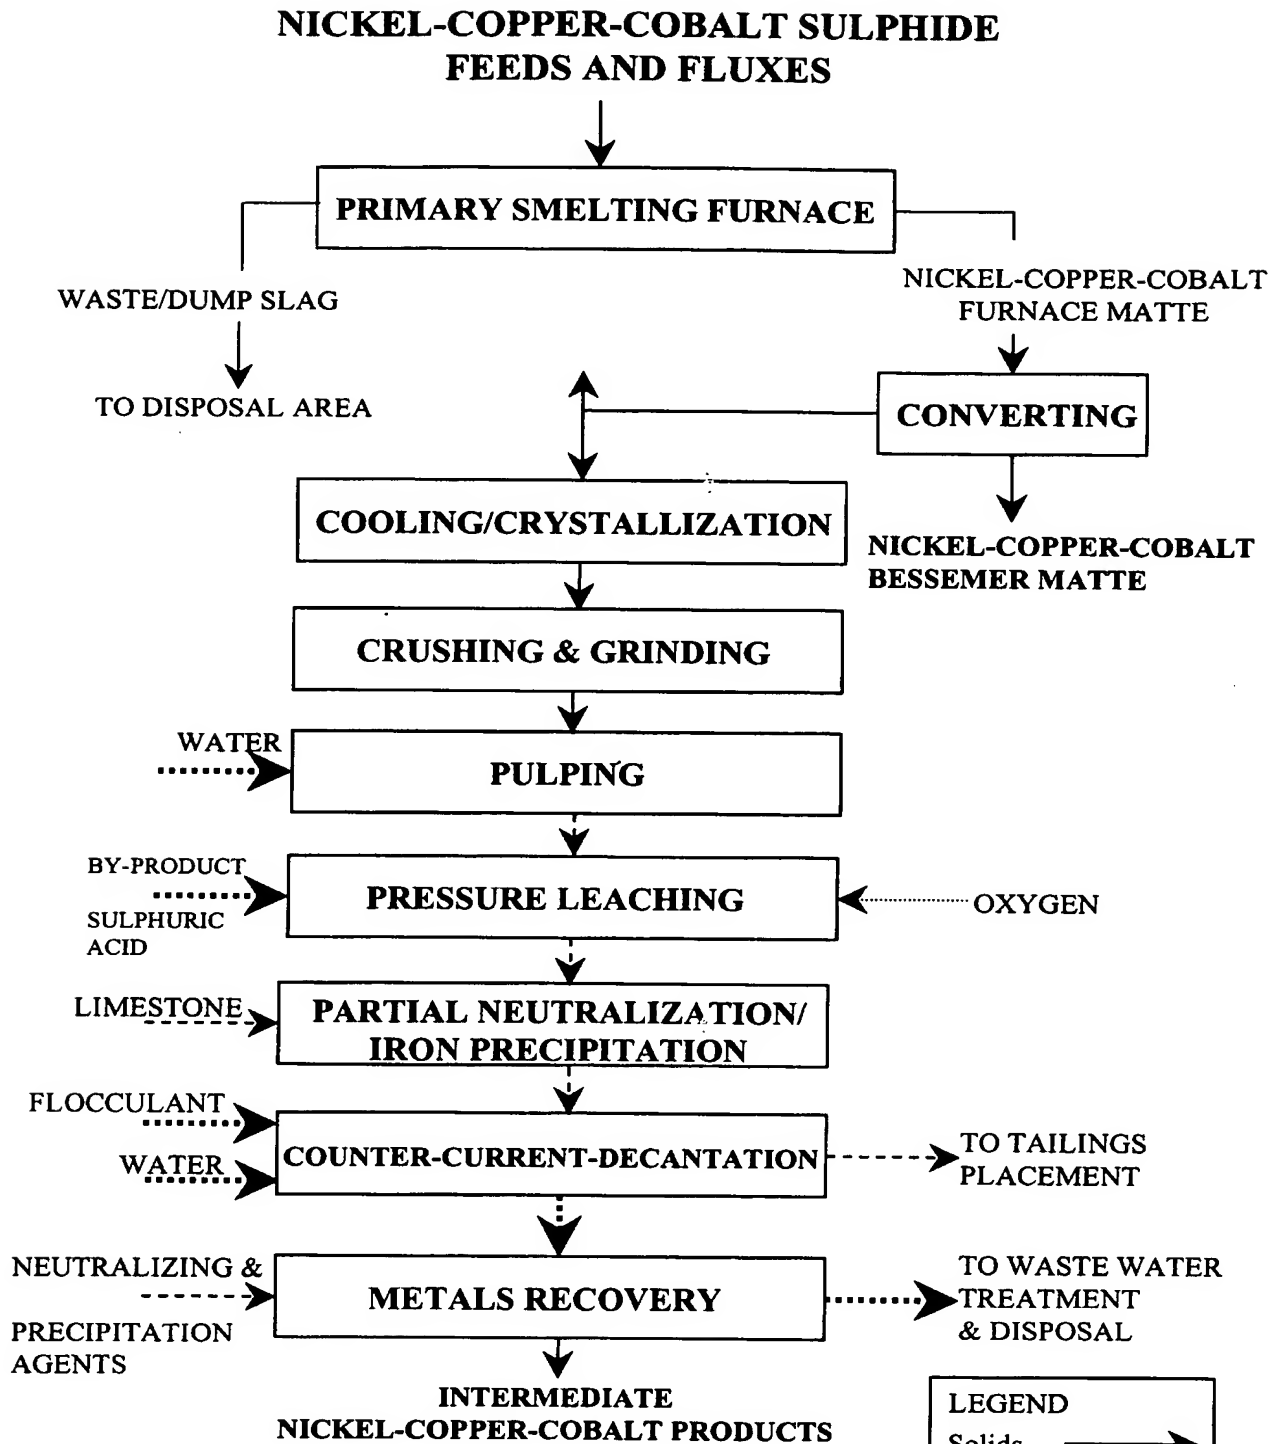 NICKEL-COPPER-COBALT SULPHIDE
FEEDS AND FLUXES
PRIMARY SMELTING FURNACE
WASTE/DUMP SLAG
NICKEL-COPPER-COBALT
FURNACE MATTE
TO DISPOSAL AREA
CONVERTING
COOLING/CRYSTALLIZATION
NICKEL-COPPER-COBALT
BESSEMER MATTE
CRUSHING & GRINDING
WATER
PULPING
BY-PRODUCT
SULPHURIC
ACID
PRESSURE LEACHING
OXYGEN
LIMESTONE
PARTIAL NEUTRALIZATION/
IRON PRECIPITATION
FLOCCULANT
WATER
COUNTER-CURRENT-DECANTATION
TO TAILINGS
PLACEMENT
NEUTRALIZING &
PRECIPITATION
AGENTS
METALS RECOVERY
TO WASTE WATER
TREATMENT
& DISPOSAL
INTERMEDIATE
NICKEL-COPPER-COBALT PRODUCTS
LEGEND
Solids